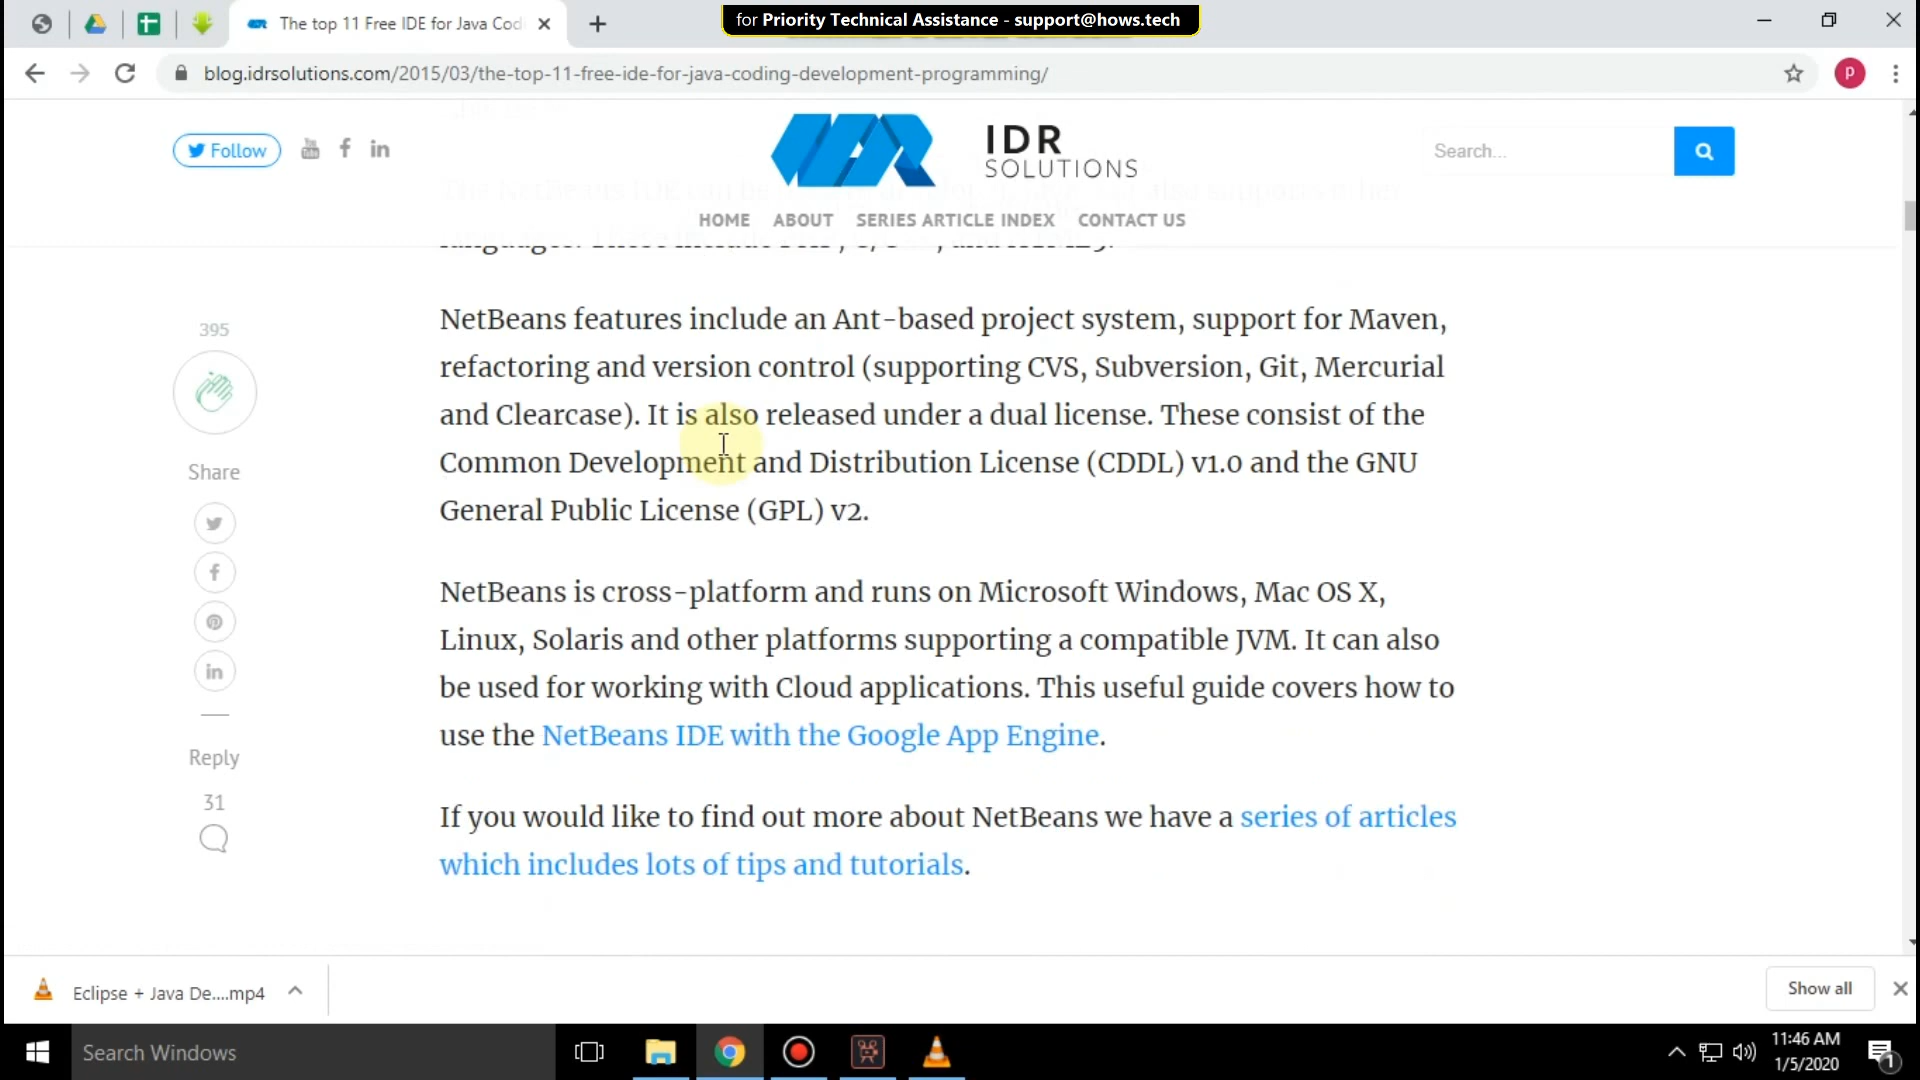 The top 11 Free IDE for Java Cod
for Priority Technical Assistance - support@hows.tech
blog.idrsolutions.com/2015/03/the-top-11-free-ide-for-java-coding-development-programming/
P
Follow
You Tube
IDR
SOLUTIONS
Search...
HOME ABOUT SERIES ARTICLE INDEX CONTACT US
395
NetBeans features include an Ant-based project system, support for Maven,
refactoring and version control (supporting CVS, Subversion, Git, Mercurial
and Clearcase). It is also released under a dual license. These consist of the
Common Development and Distribution License (CDDL) v1.0 and the GNU
General Public License (GPL) v2.
Share
NetBeans is cross-platform and runs on Microsoft Windows, Mac OS X,
Linux, Solaris and other platforms supporting a compatible JVM. It can also
be used for working with Cloud applications. This useful guide covers how to
use the NetBeans IDE with the Google App Engine.
Reply
31
If you would like to find out more about NetBeans we have a series of articles
which includes lots of tips and tutorials.
Eclipse + Java De....mp4
Show all
Search Windows
11:46 AM
1/5/2020
1